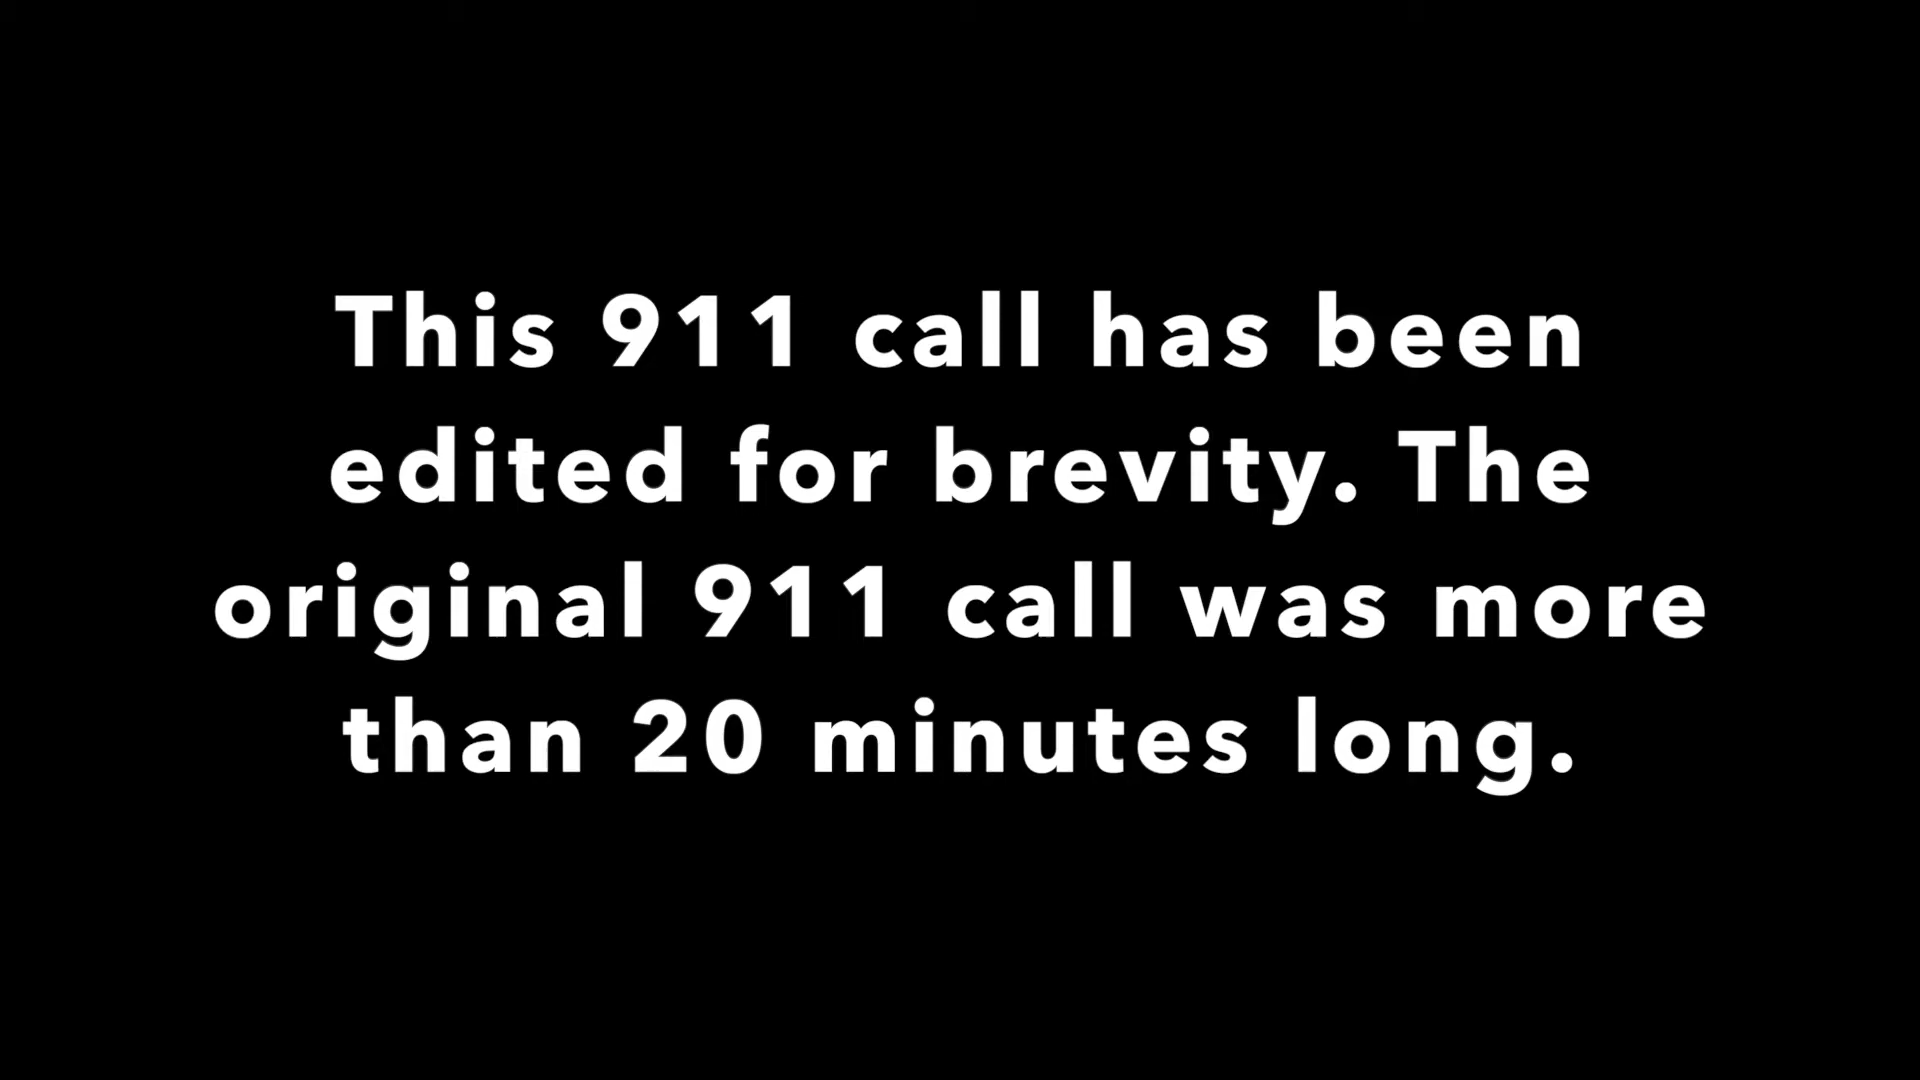 This 911 call has been
edited for brevity. The
original 911 call was more
than 20 minutes long.